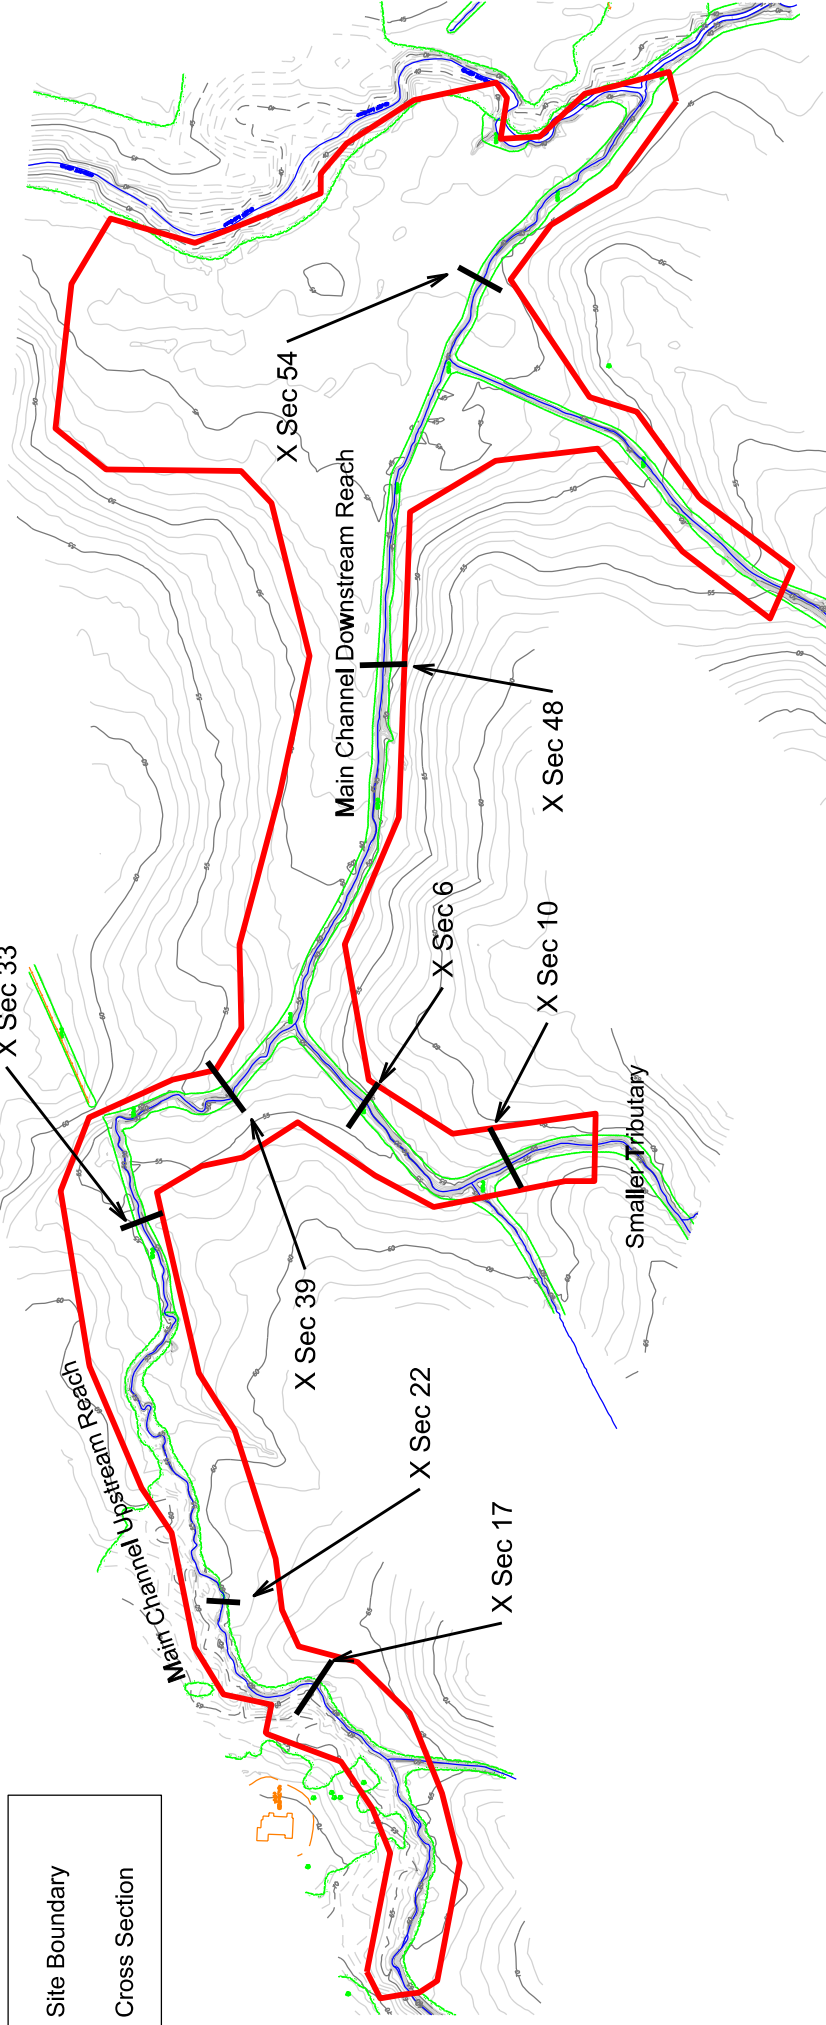 X Sec 33
X Sec 54
Main Channel Downstream Reach
X Sec 48
X Sec 6
X Sec 10
Smaller Tributary
X Sec 39
Main Channel Upstream Reach
X Sec 22
X Sec 17
Site Boundary
Cross Section